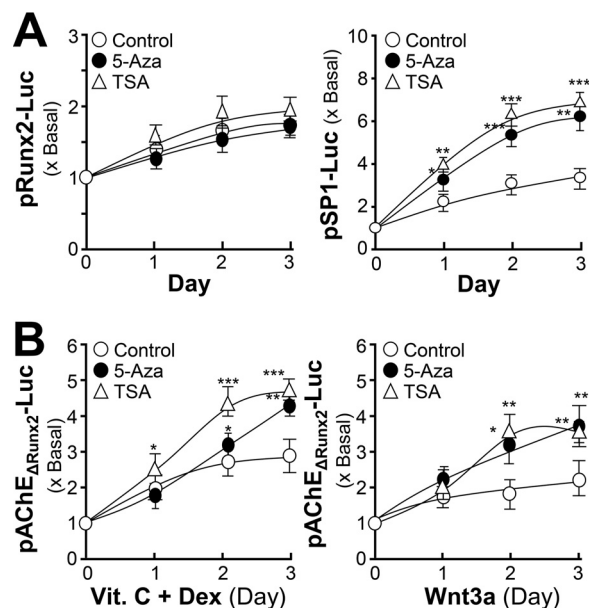 A
pRunx2-Luc
(x Basal)
3
2
1
0
Control
5-Aza
TSA
0 1 2 3
Day
pSP1-Luc (x Basal)
10
8
6
4
2
0
Control
5-Aza
TSA
*
**
***
***
**
***
0 1 2 3
Day
B
pAChEΔRunx2-Luc
(x Basal)
6
5
4
3
2
1
0
Control
5-Aza
TSA
*
***
*
***
**
0 1 2 3
Vit. C + Dex (Day)
pAChEΔRunx2-Luc
(x Basal)
6
5
4
3
2
1
0
Control
5-Aza
TSA
*
**
**
**
0 1 2 3
Wnt3a (Day)